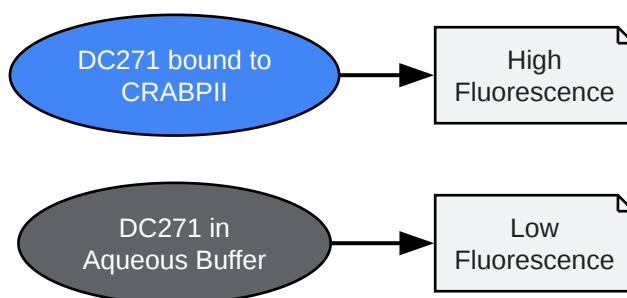 DC271 bound to
CRABPII
High
Fluorescence
DC271 in
Aqueous Buffer
Low
Fluorescence